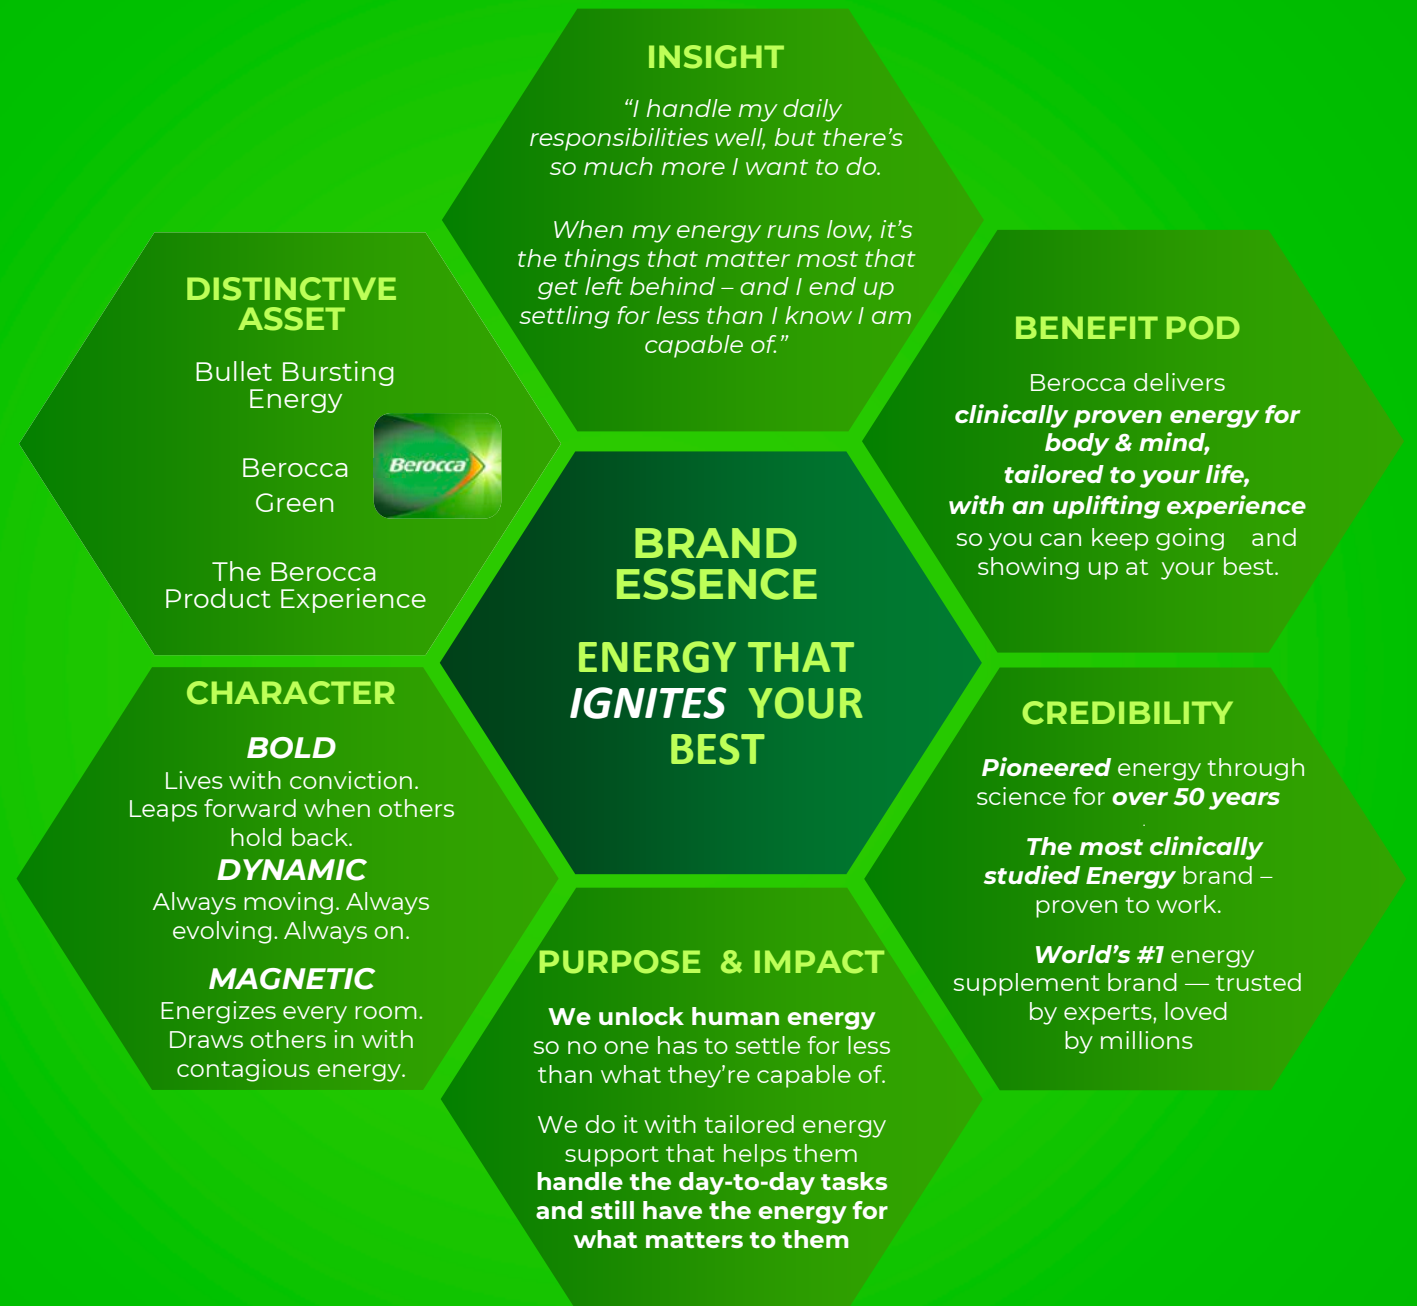 INSIGHT
“I handle my daily
responsibilities well, but there’s
so much more I want to do.
When my energy runs low, it’s
the things that matter most that
get left behind – and I end up
settling for less than I know I am
capable of.”
DISTINCTIVE
ASSET
Bullet Bursting
Energy
Berocca
Green
Berocca
The Berocca
Product Experience
BENEFIT POD
Berocca delivers
clinically proven energy for
body & mind,
tailored to your life,
with an uplifting experience
so you can keep going and
showing up at your best.
BRAND
ESSENCE
ENERGY THAT
IGNITES YOUR
BEST
CHARACTER
BOLD
Lives with conviction.
Leaps forward when others
hold back.
DYNAMIC
Always moving. Always
evolving. Always on.
MAGNETIC
Energizes every room.
Draws others in with
contagious energy.
CREDIBILITY
Pioneered energy through
science for over 50 years
.
The most clinically
studied Energy brand –
proven to work.
World’s #1 energy
supplement brand — trusted
by experts, loved
by millions
PURPOSE & IMPACT
We unlock human energy
so no one has to settle for less
than what they’re capable of.
We do it with tailored energy
support that helps them
handle the day-to-day tasks
and still have the energy for
what matters to them